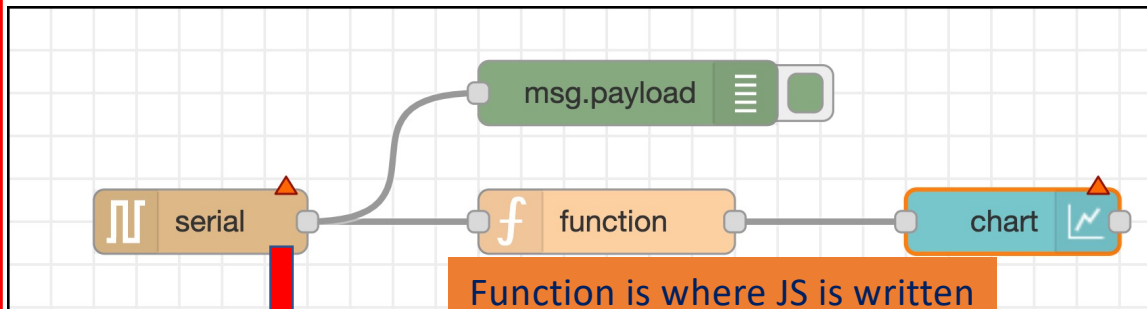 msg.payload
serial
function
chart
Function is where JS is written